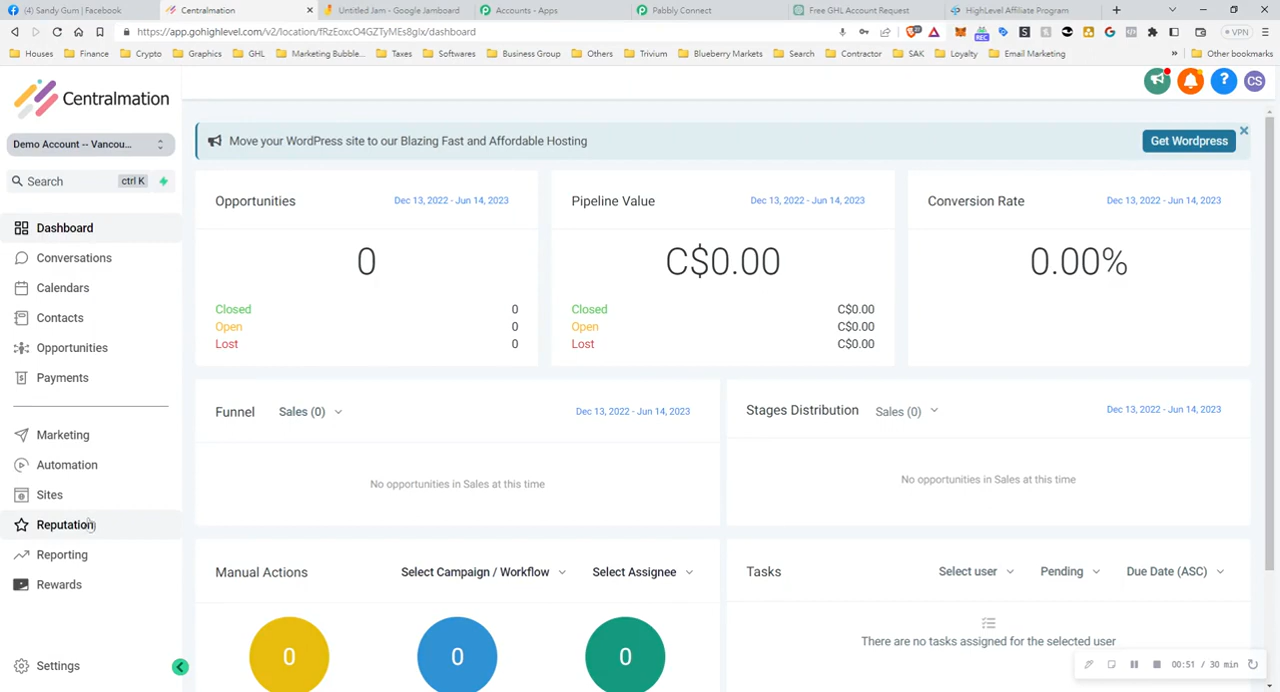 (4) Sandy Gum | Facebook
Centralmation
Untitled Jam - Google Jamboard
Accounts - Apps
Pabbly Connect
Free GHL Account Request
HighLevel Affiliate Program
https://app.gohighlevel.com/v2/location/fRzEoxcO4GZTyMEs8gIx/dashboard
VPN
Houses
Finance
Crypto
Graphics
GHL
Marketing Bubble...
Taxes
Softwares
Business Group
Others
Trivium
Blueberry Markets
Search
Contractor
SAK
Loyalty
Email Marketing
»
Other bookmarks
Centralmation
CS
Demo Account -- Vancou...
Search
ctrl K
Dashboard
Conversations
Calendars
Contacts
Opportunities
Payments
Marketing
Automation
Sites
Reputation
Reporting
Rewards
Settings
Move your WordPress site to our Blazing Fast and Affordable Hosting
Get Wordpress
Opportunities
Dec 13, 2022 - Jun 14, 2023
0
Closed 0
Open 0
Lost 0
Pipeline Value
Dec 13, 2022 - Jun 14, 2023
C$0.00
Closed C$0.00
Open C$0.00
Lost C$0.00
Conversion Rate
Dec 13, 2022 - Jun 14, 2023
0.00%
Funnel
Sales (0)
Dec 13, 2022 - Jun 14, 2023
No opportunities in Sales at this time
Stages Distribution
Sales (0)
Dec 13, 2022 - Jun 14, 2023
No opportunities in Sales at this time
Manual Actions
Select Campaign / Workflow
Select Assignee
0
0
0
Tasks
Select user
Pending
Due Date (ASC)
There are no tasks assigned for the selected user
00:51 / 30 min